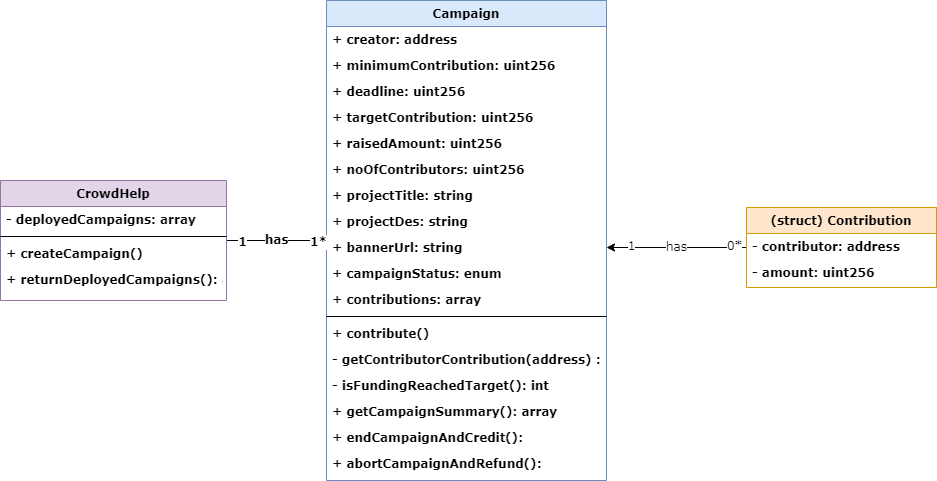 Campaign
+ creator: address
+ minimumContribution: uint256
+ deadline: uint256
+ targetContribution: uint256
+ raisedAmount: uint256
+ noOfContributors: uint256
+ projectTitle: string
+ projectDes: string
+ bannerUrl: string
+ campaignStatus: enum
+ contributions: array
+ contribute()
- getContributorContribution(address) :
- isFundingReachedTarget(): int
+ getCampaignSummary(): array
+ endCampaignAndCredit():
+ abortCampaignAndRefund():
CrowdHelp
- deployedCampaigns: array
+ createCampaign()
+ returnDeployedCampaigns():
1 has 1*
1 has 0*
(struct) Contribution
- contributor: address
- amount: uint256